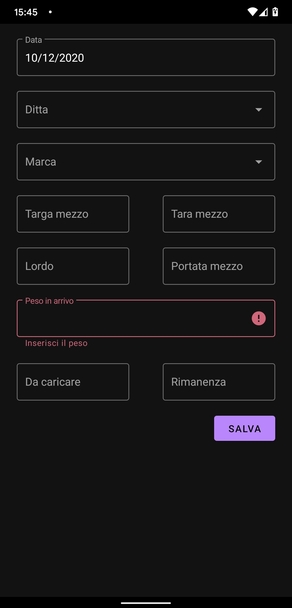 15:45
Data
10/12/2020
Ditta
Marca
Targa mezzo
Tara mezzo
Lordo
Portata mezzo
Peso in arrivo
Inserisci il peso
Da caricare
Rimanenza
SALVA